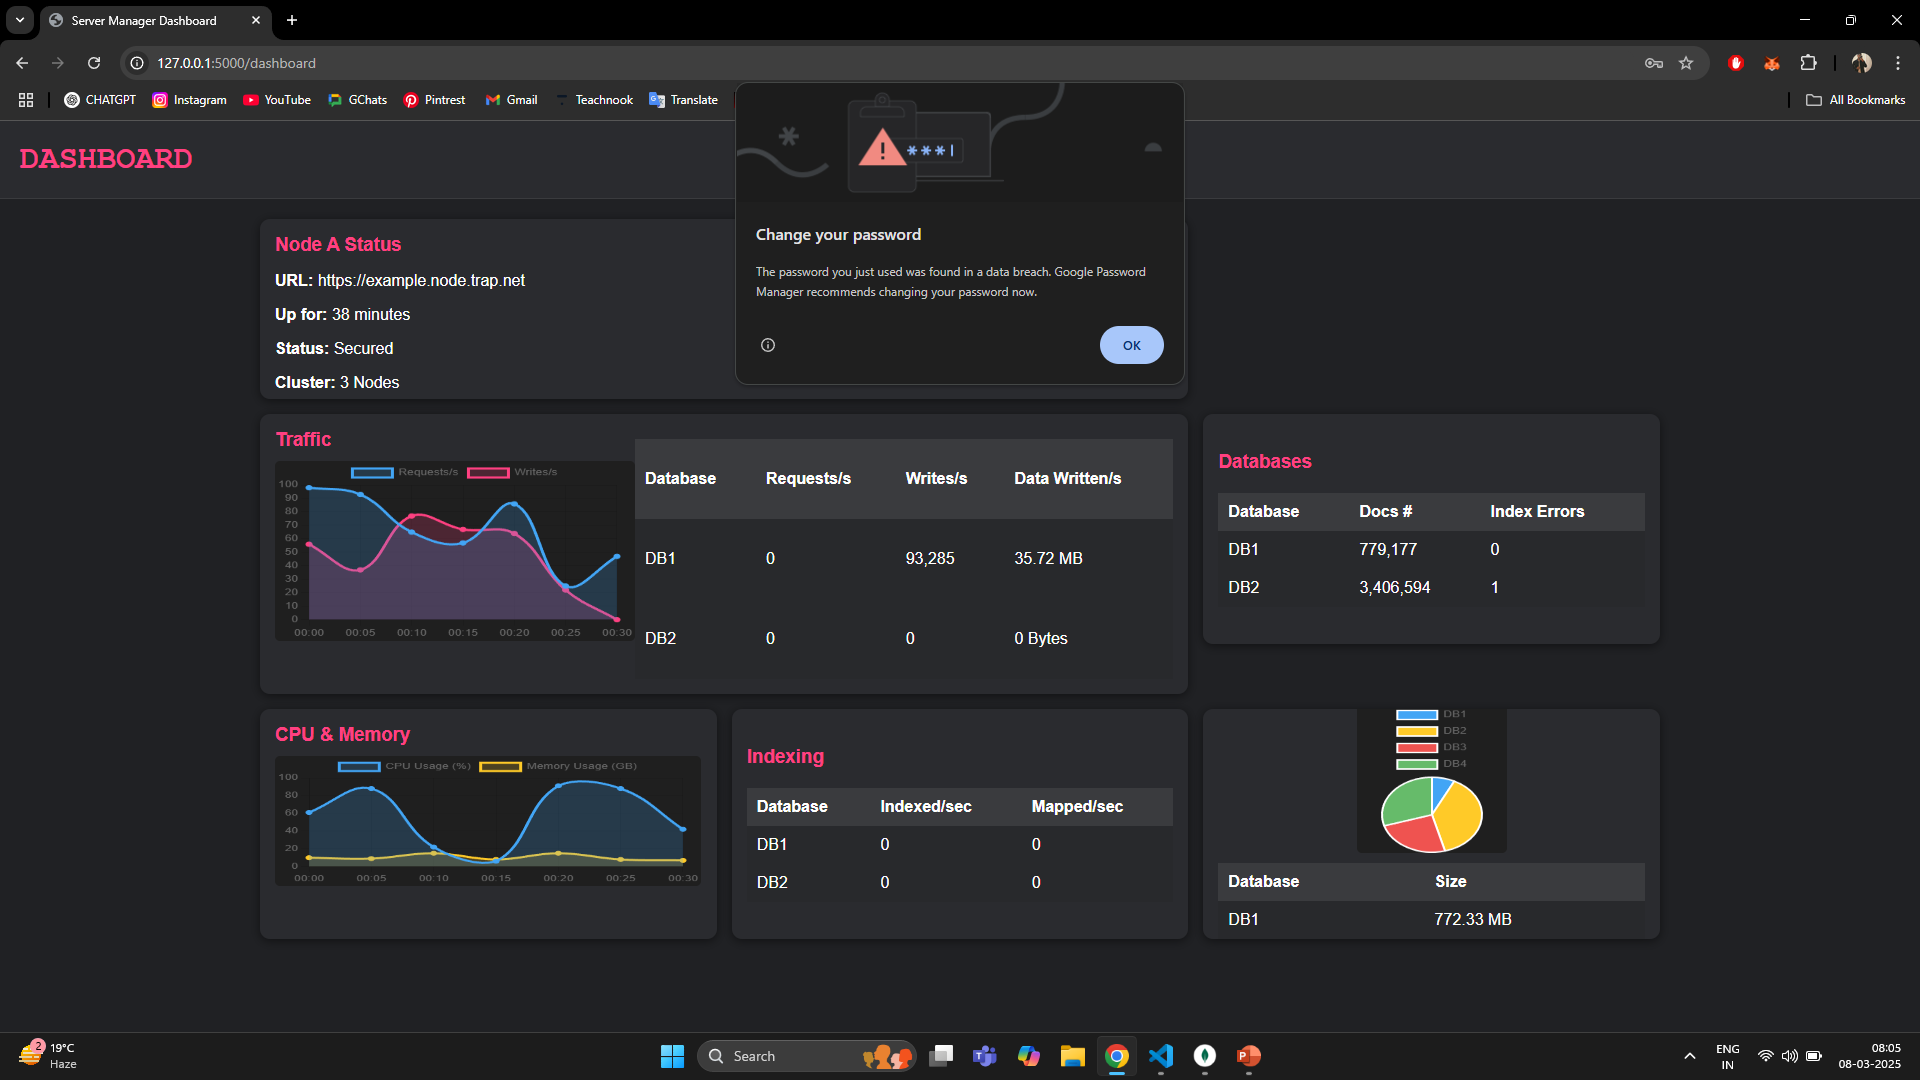 Server Manager Dashboard
127.0.0.1:5000/dashboard
CHATGPT Instagram YouTube GChats Pintrest Gmail Teachnook Translate All Bookmarks
DASHBOARD
***|
Change your password
The password you just used was found in a data breach. Google Password
Manager recommends changing your password now.
OK
Node A Status
URL: https://example.node.trap.net
Up for: 38 minutes
Status: Secured
Cluster: 3 Nodes
Traffic
Requests/s Writes/s
100
90
80
70
60
50
40
30
20
10
0
00:00 00:05 00:10 00:15 00:20 00:25 00:30
Database Requests/s Writes/s Data Written/s
DB1 0 93,285 35.72 MB
DB2 0 0 0 Bytes
Databases
Database Docs # Index Errors
DB1 779,177 0
DB2 3,406,594 1
CPU & Memory
CPU Usage (%) Memory Usage (GB)
100
80
60
40
20
0
00:00 00:05 00:10 00:15 00:20 00:25 00:30
Indexing
Database Indexed/sec Mapped/sec
DB1 0 0
DB2 0 0
DB1
DB2
DB3
DB4
Database Size
DB1 772.33 MB
2
19°C
Haze
Search
ENG
IN
08:05
08-03-2025